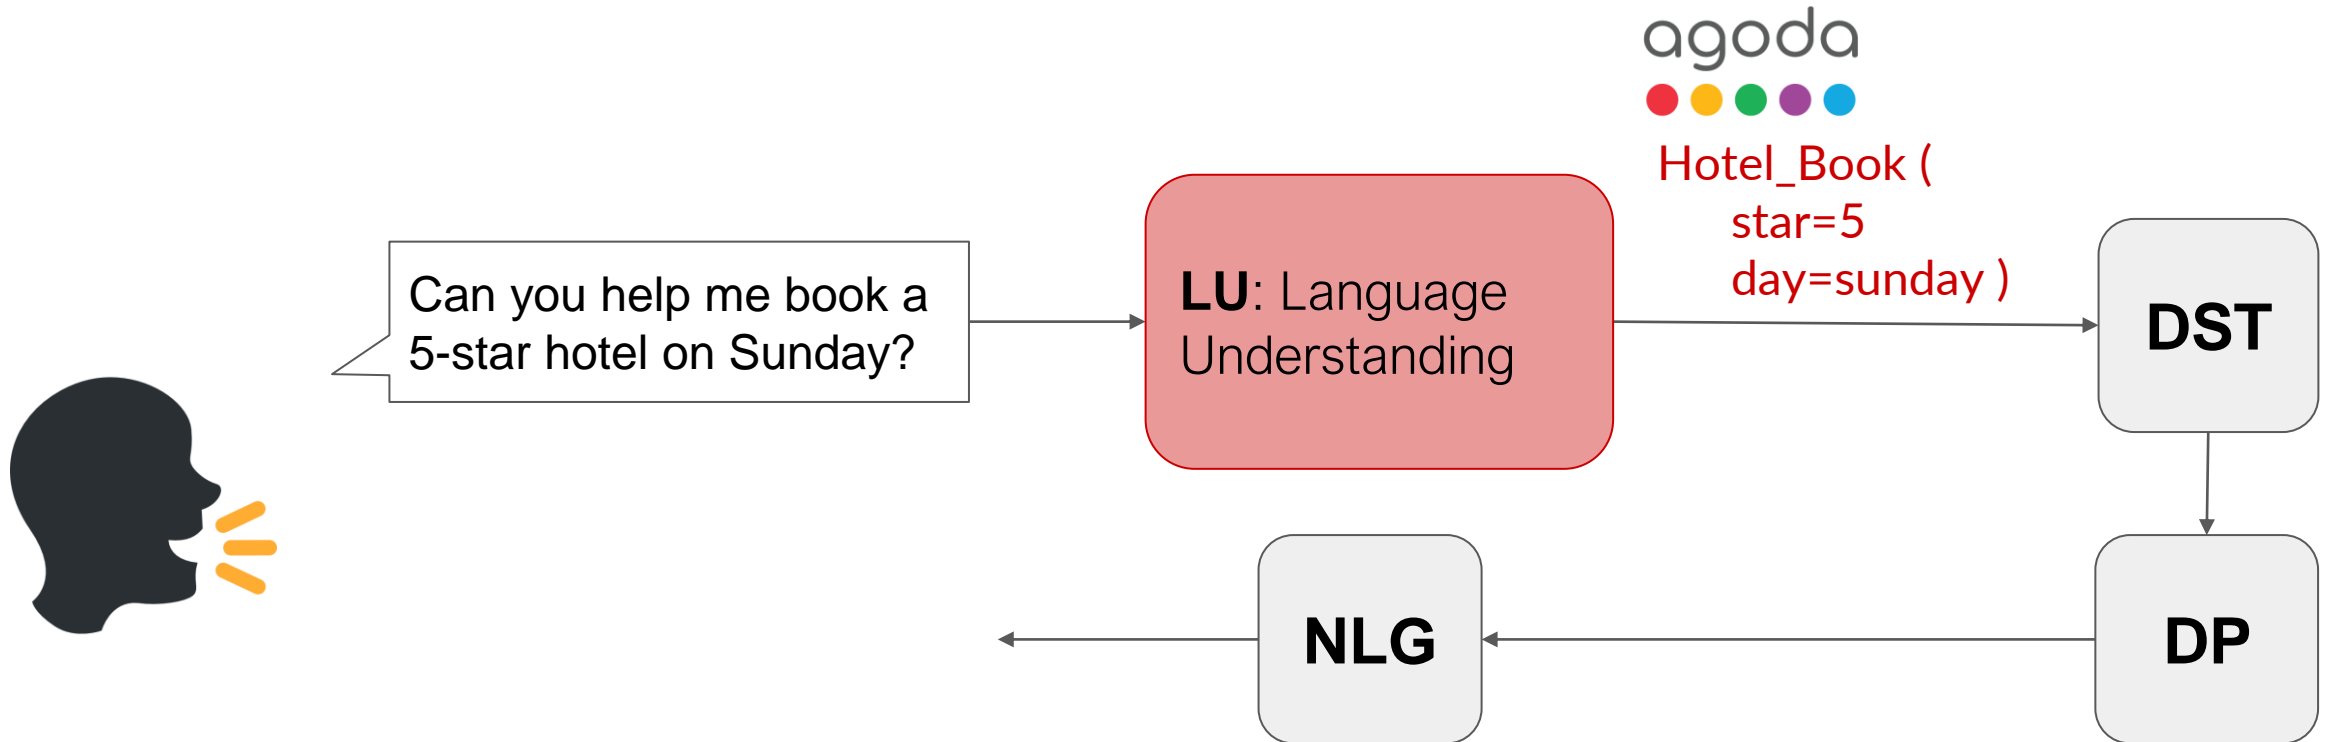 agoda
Can you help me book a
5-star hotel on Sunday?
LU: Language
Understanding
Hotel_Book (
star=5
day=sunday )
DST
DP
NLG